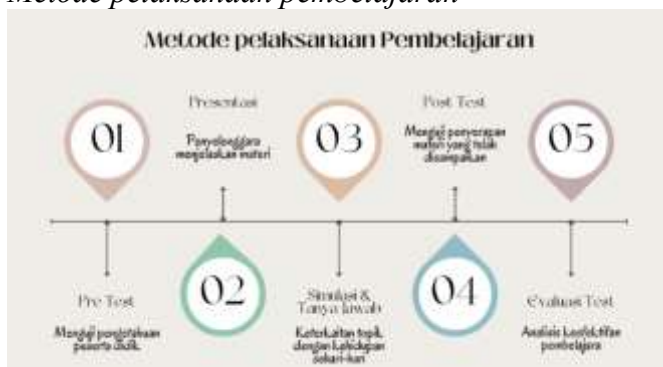 Metode pelaksanaan pembelajaran
Metode pelaksanaan Pembelajaran
01
Pre Test
Menguji pengetahuan
peserta didik
02
Presentasi
Penyelenggara
menjelaskan materi
03
Simulasi &
Tanya Jawab
Keterkaitan topik
dengan kehidupan
sehari-hari
04
Post Test
Menguji penyerapan
materi yang telah
disampaikan
05
Evaluasi Test
Analisis keefektifan
pembelajara